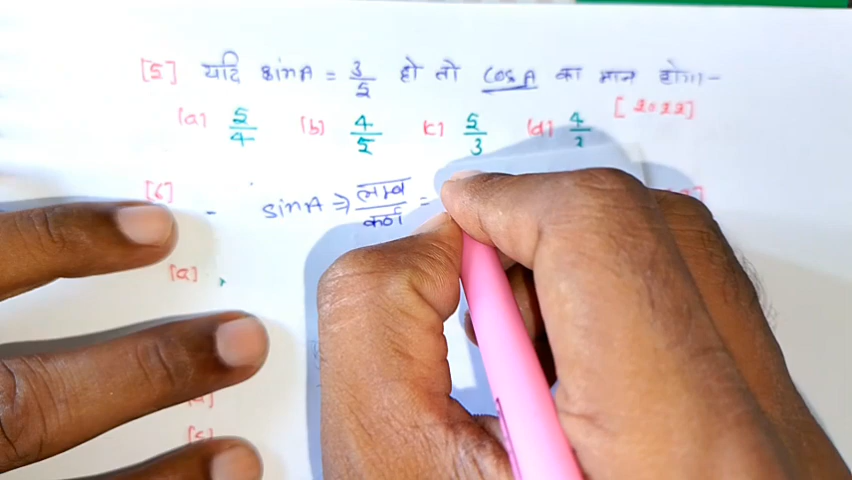 [5] यदि sinA = 3/5 हो तो cosA का मान होगा-
(a) 5/4 (b) 4/5 (c) 5/3 (d) 4/3 [2022]
[6] - sinA ⇒ लम्ब/कर्ण =
[a]